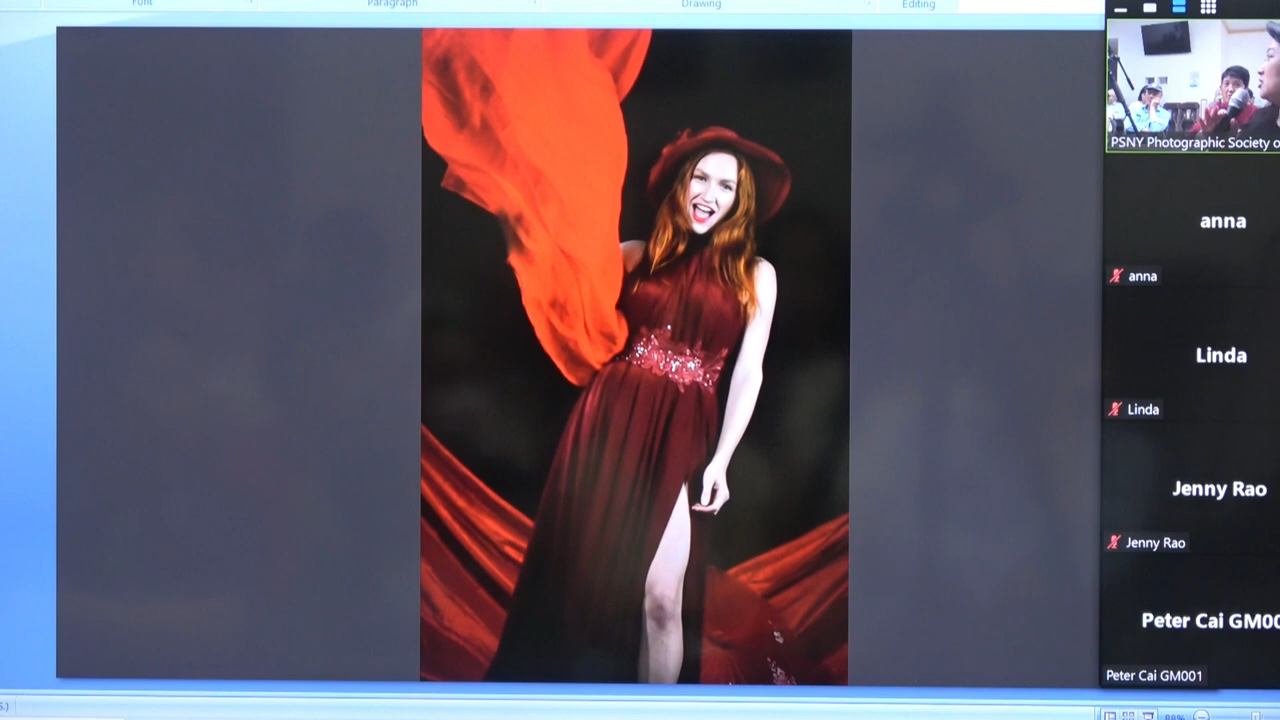 Font
Paragraph
Drawing
Editing
PSNY Photographic Society o
anna
anna
Linda
Linda
Jenny Rao
Jenny Rao
Peter Cai GM00
Peter Cai GM001
S.)
88%